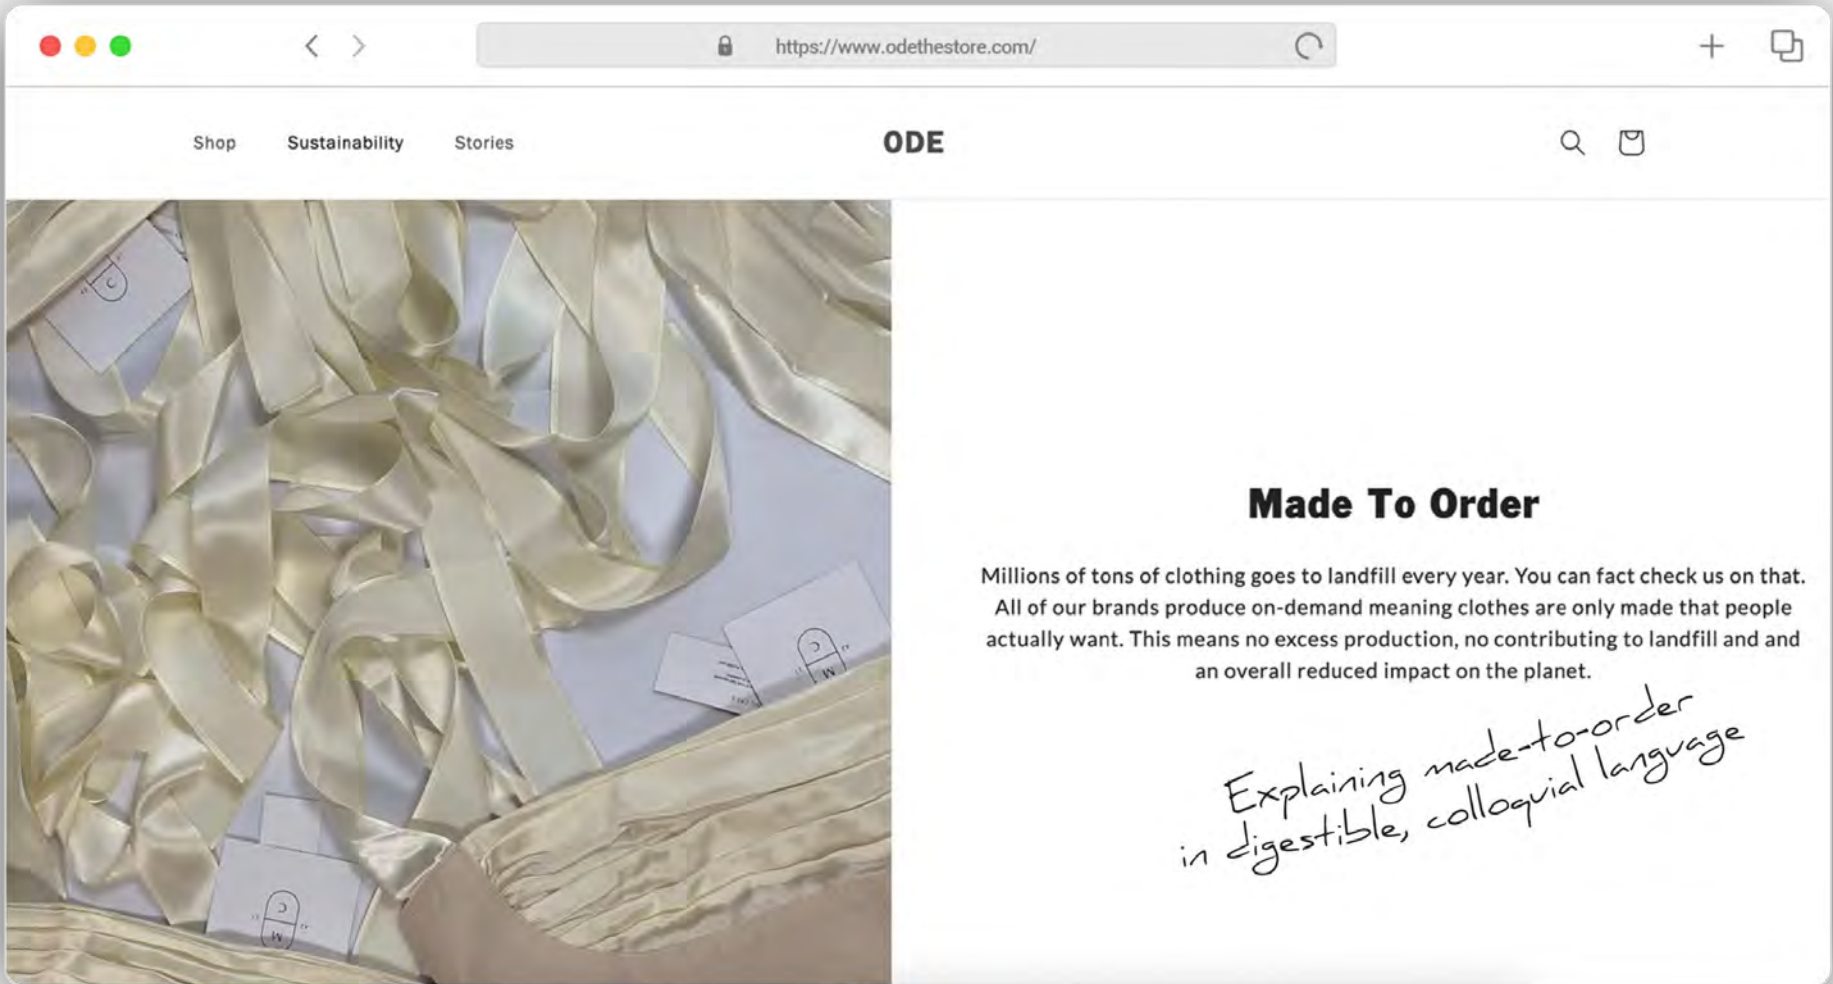 https://www.odethestore.com/
Shop Sustainability Stories ODE
Made To Order
Millions of tons of clothing goes to landfill every year. You can fact check us on that.
All of our brands produce on-demand meaning clothes are only made that people
actually want. This means no excess production, no contributing to landfill and and
an overall reduced impact on the planet.
Explaining made-to-order
in digestible, colloquial language
C
C
M
C
M